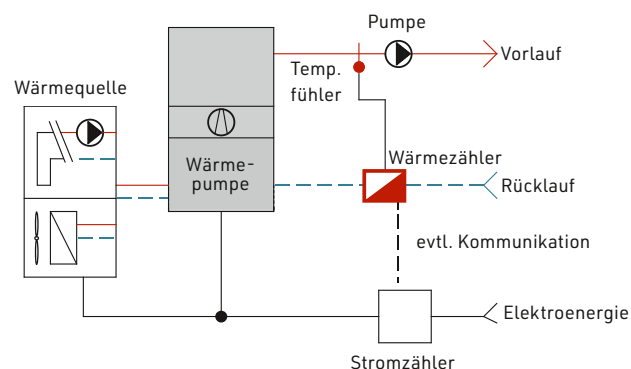 Pumpe
Vorlauf
Temp.
fühler
Wärmequelle
Wärmezähler
Wärme-
pumpe
Rücklauf
evtl. Kommunikation
Elektroenergie
Stromzähler